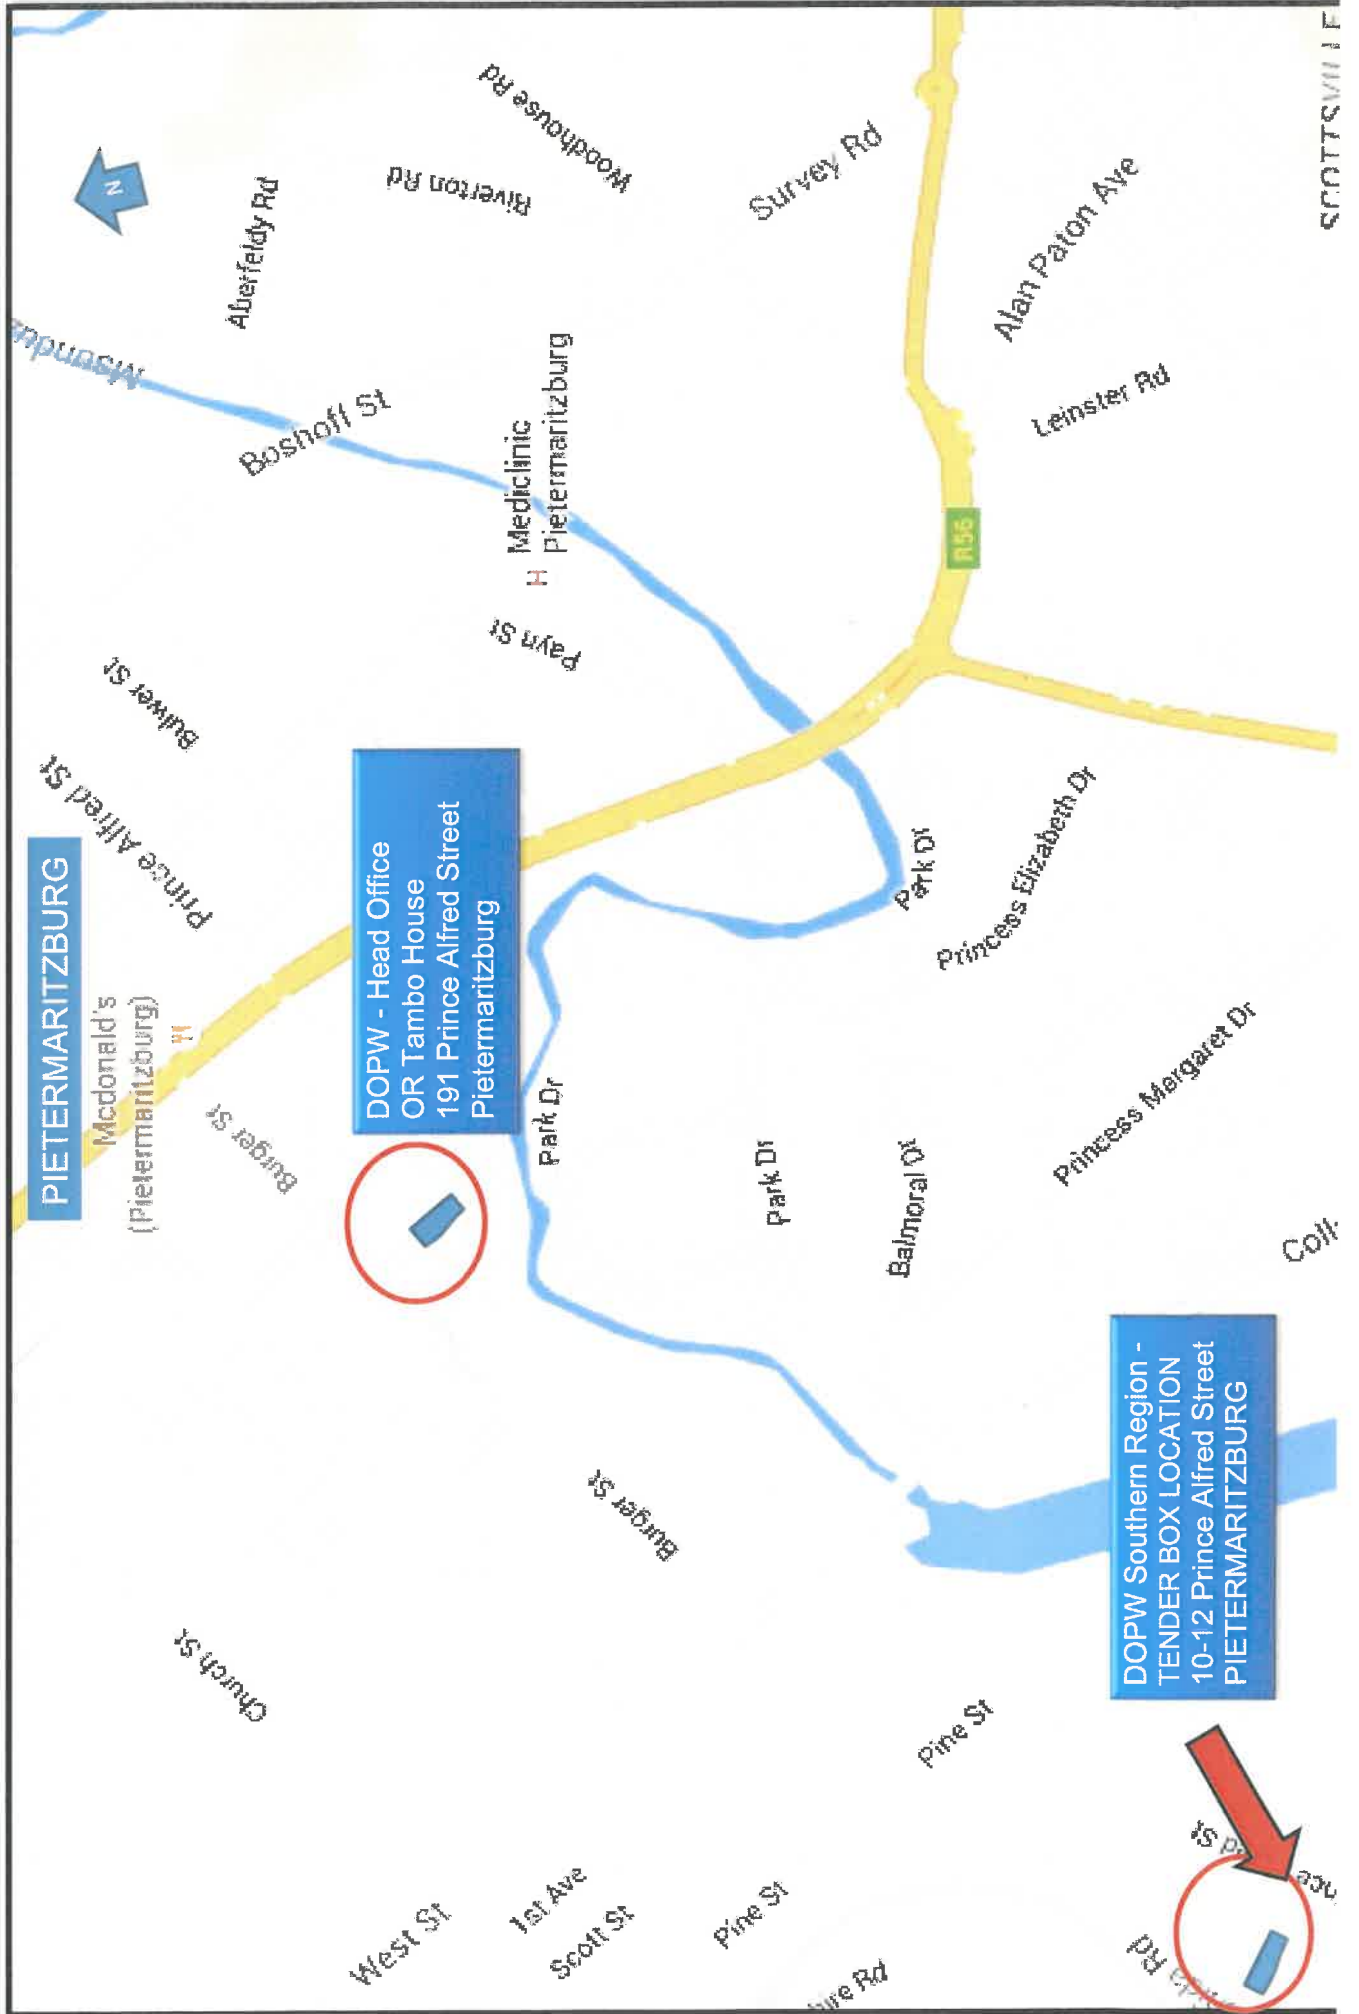 PIETERMARITZBURG
Mcdonald's
(Pietermaritzburg)
Prince Alfred St
Bulwer St
Boshoff St
Aberfeldy Rd
N
Riverton Rd
Woodhouse Rd
Burger St
Payn St
H Mediclinic
Pietermaritzburg
DOPW - Head Office
OR Tambo House
191 Prince Alfred Street
Pietermaritzburg
Church St
Park Dr
Survey Rd
West St
1st Ave
Scott St
Burger St
Park Dr
Park Dr
Balmoral Dr
R56
Alan Paton Ave
Leinster Rd
Princess Elizabeth Dr
Princess Margaret Dr
Pine St
Pine St
DOPW Southern Region -
TENDER BOX LOCATION
10-12 Prince Alfred Street
PIETERMARITZBURG
Rd
St